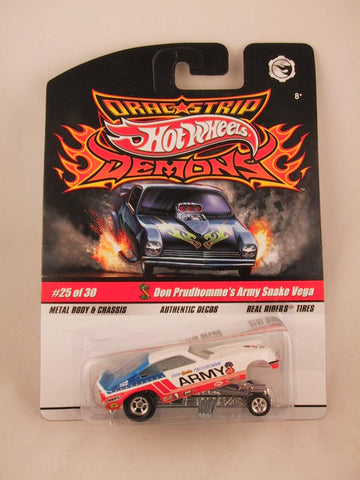 DRAG★STRIP
Hot Wheels
DEMONS
8+
#25 of 30
Don Prudhomme's Army Snake Vega
METAL BODY & CHASSIS
AUTHENTIC DECOS
REAL RIDERS® TIRES
ARMY